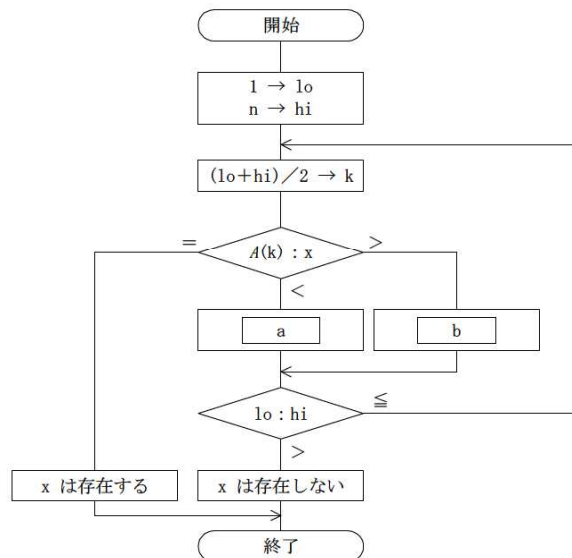 開始
1 → lo
n → hi
(lo+hi)／2 → k
=
A(k) : x
>
<
a
b
lo : hi
≦
>
x は存在する
x は存在しない
終了